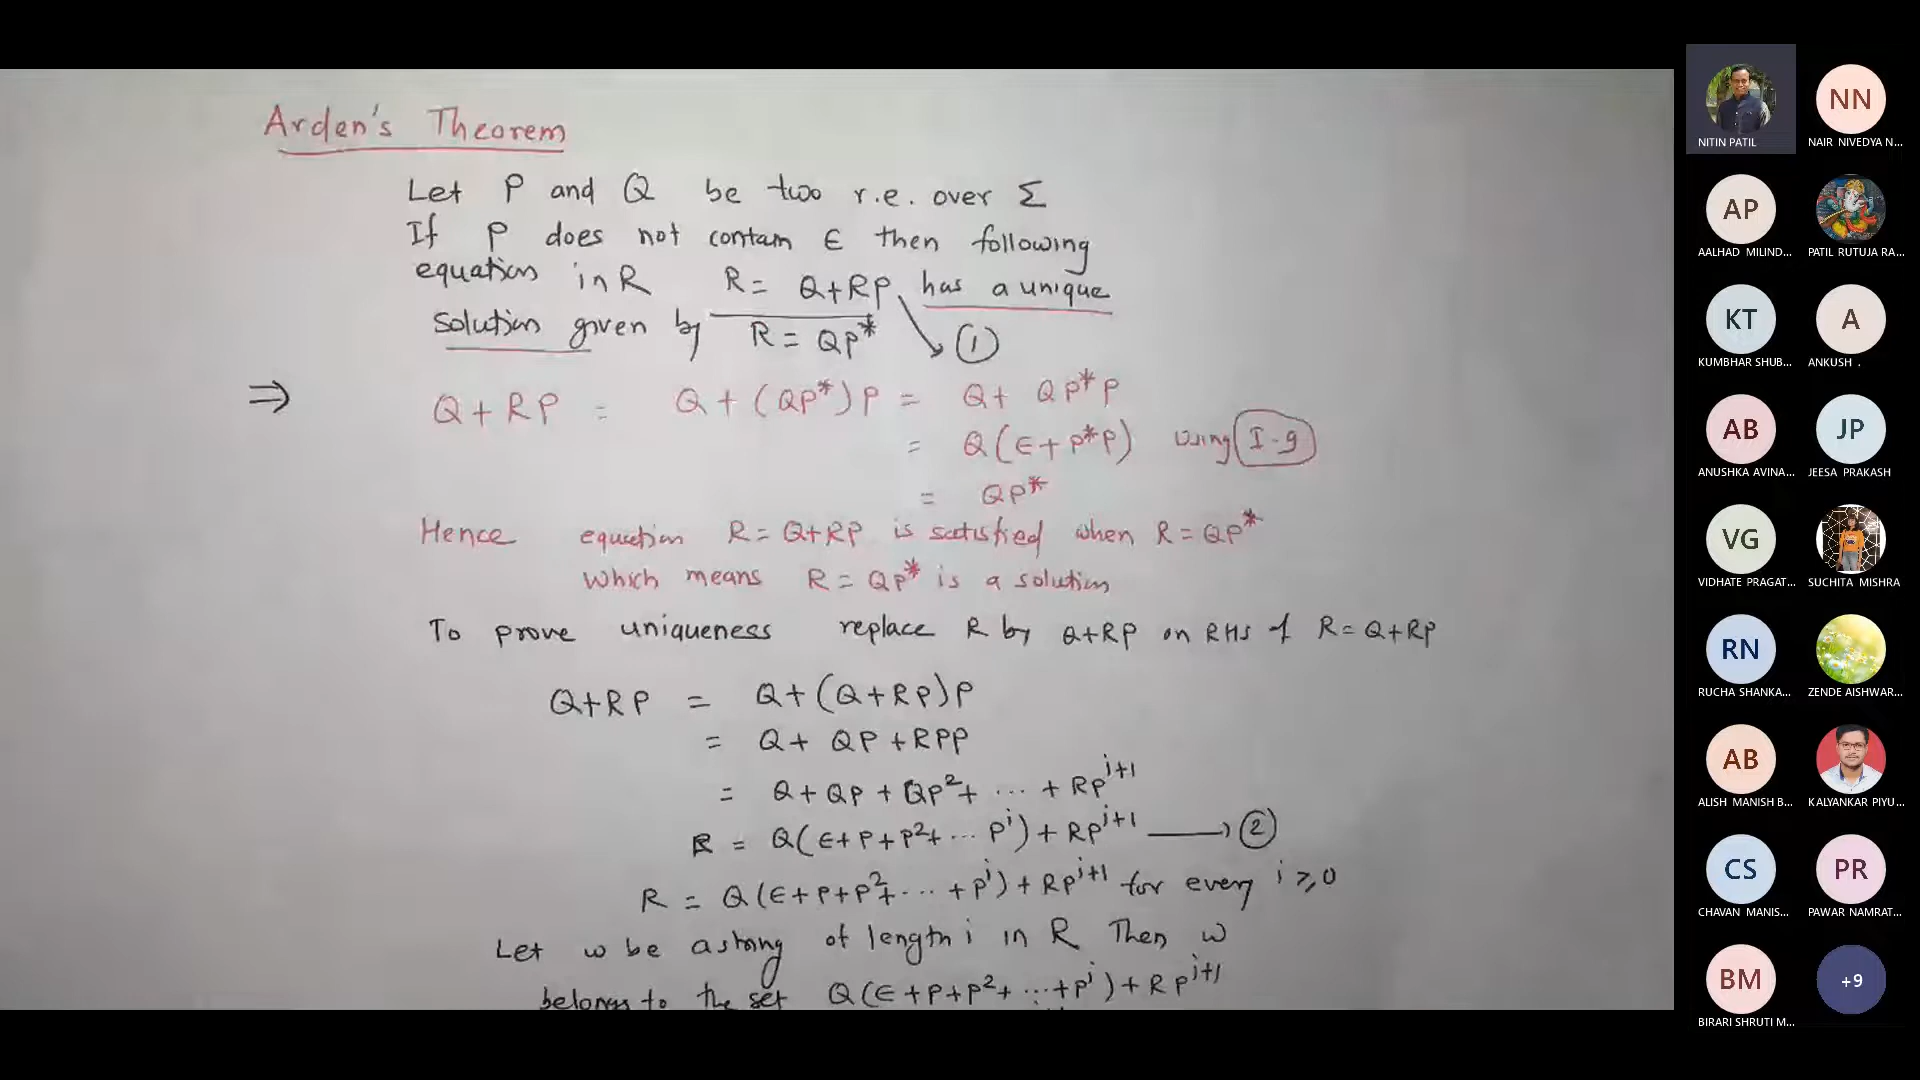 Arden's Theorem
Let P and Q be two r.e. over Σ
If P does not contain ε then following
equation in R R = Q+RP has a unique
solution given by R = QP* ①
⇒ Q+RP = Q+(QP*)P = Q+ QP*P
= Q(ε+P*P) using I-9
= QP*
Hence equation R=Q+RP is satisfied when R=QP*
Which means R= QP* is a solution
To prove uniqueness replace R by Q+RP on RHS of R=Q+RP
Q+RP = Q+(Q+RP)P
= Q+ QP+RPP
= Q+QP+QP²+ ... + RP^{i+1}
R = Q(ε+P+P²+... P^i)+RP^{i+1} → ②
R = Q(ε+P+P²+...+P^i)+RP^{i+1} for every i ≥ 0
Let w be a string of length i in R Then w
belongs to the set Q(ε+P+P²+...+P^i)+RP^{i+1}
NITIN PATIL
NN
NAIR NIVEDYA N...
AP
AALHAD MILIND...
PATIL RUTUJA RA...
KT
KUMBHAR SHUB...
A
ANKUSH .
AB
ANUSHKA AVINA...
JP
JEESA PRAKASH
VG
VIDHATE PRAGAT...
SUCHITA MISHRA
RN
RUCHA SHANKA...
ZENDE AISHWAR...
AB
ALISH MANISH B...
KALYANKAR PIYU...
CS
CHAVAN MANIS...
PR
PAWAR NAMRAT...
BM
BIRARI SHRUTI M...
+9